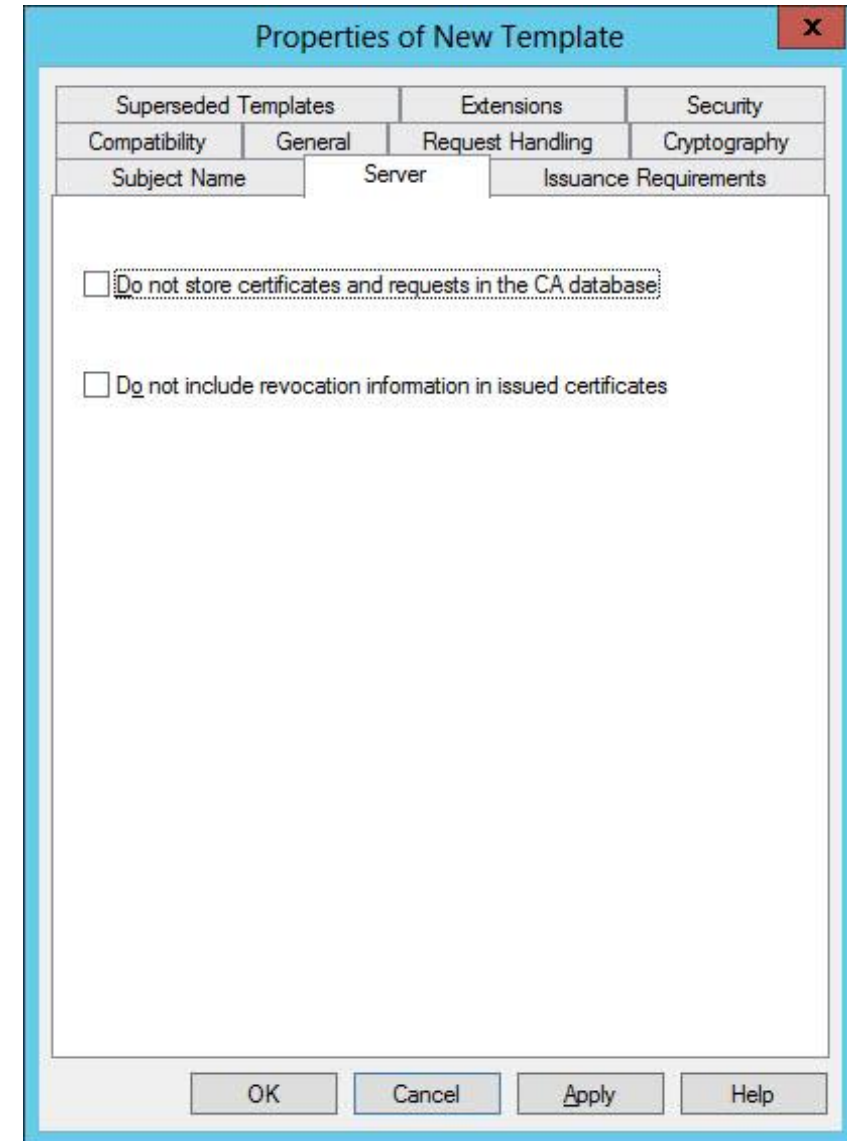 Properties of New Template
x
Superseded Templates Extensions Security
Compatibility General Request Handling Cryptography
Subject Name Server Issuance Requirements
Do not store certificates and requests in the CA database
Do not include revocation information in issued certificates
OK Cancel Apply Help